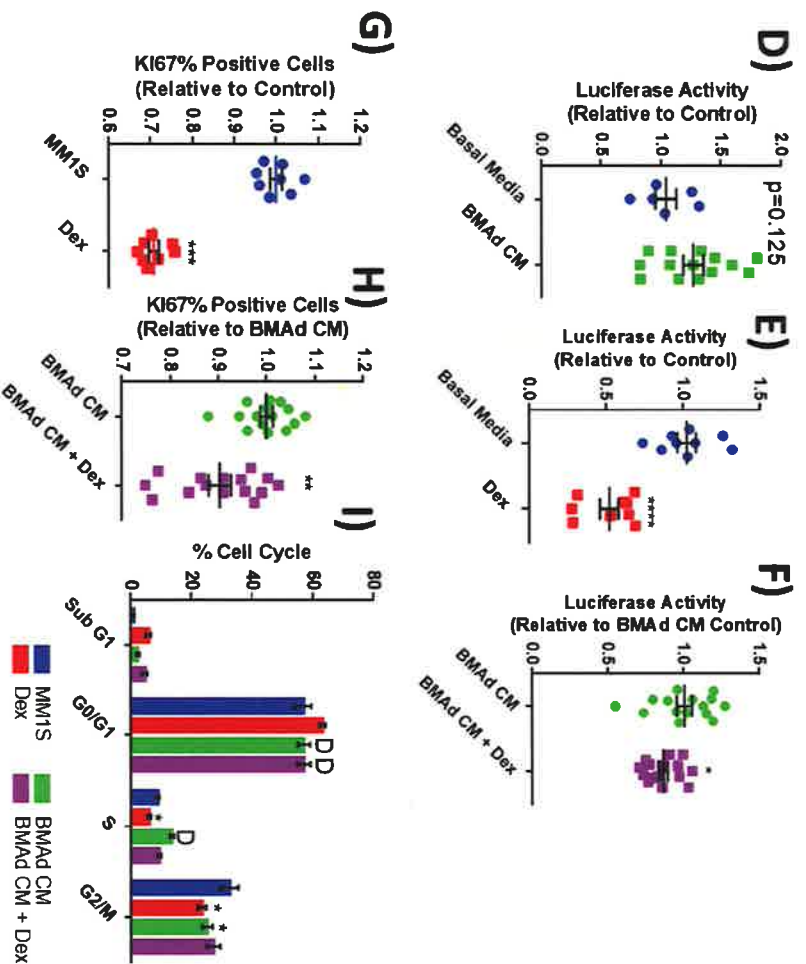 D)
Luciferase Activity
(Relative to Control)
2.0
1.5
1.0
0.5
0.0
p=0.125
Basal Media
BMAd CM
E)
Luciferase Activity
(Relative to Control)
1.5
1.0
0.5
0.0
****
Basal Media
Dex
F)
Luciferase Activity
(Relative to BMAd CM Control)
1.5
1.0
0.5
0.0
*
BMAd CM
BMAd CM + Dex
G)
KI67% Positive Cells
(Relative to Control)
1.2
1.1
1.0
0.9
0.8
0.7
0.6
***
MM1S
Dex
H)
KI67% Positive Cells
(Relative to BMAd CM)
1.2
1.1
1.0
0.9
0.8
0.7
**
BMAd CM
BMAd CM + Dex
I)
% Cell Cycle
80
60
40
20
0
D D
*
D
* *
Sub G1
G0/G1
S
G2/M
MM1S
Dex
BMAd CM
BMAd CM + Dex